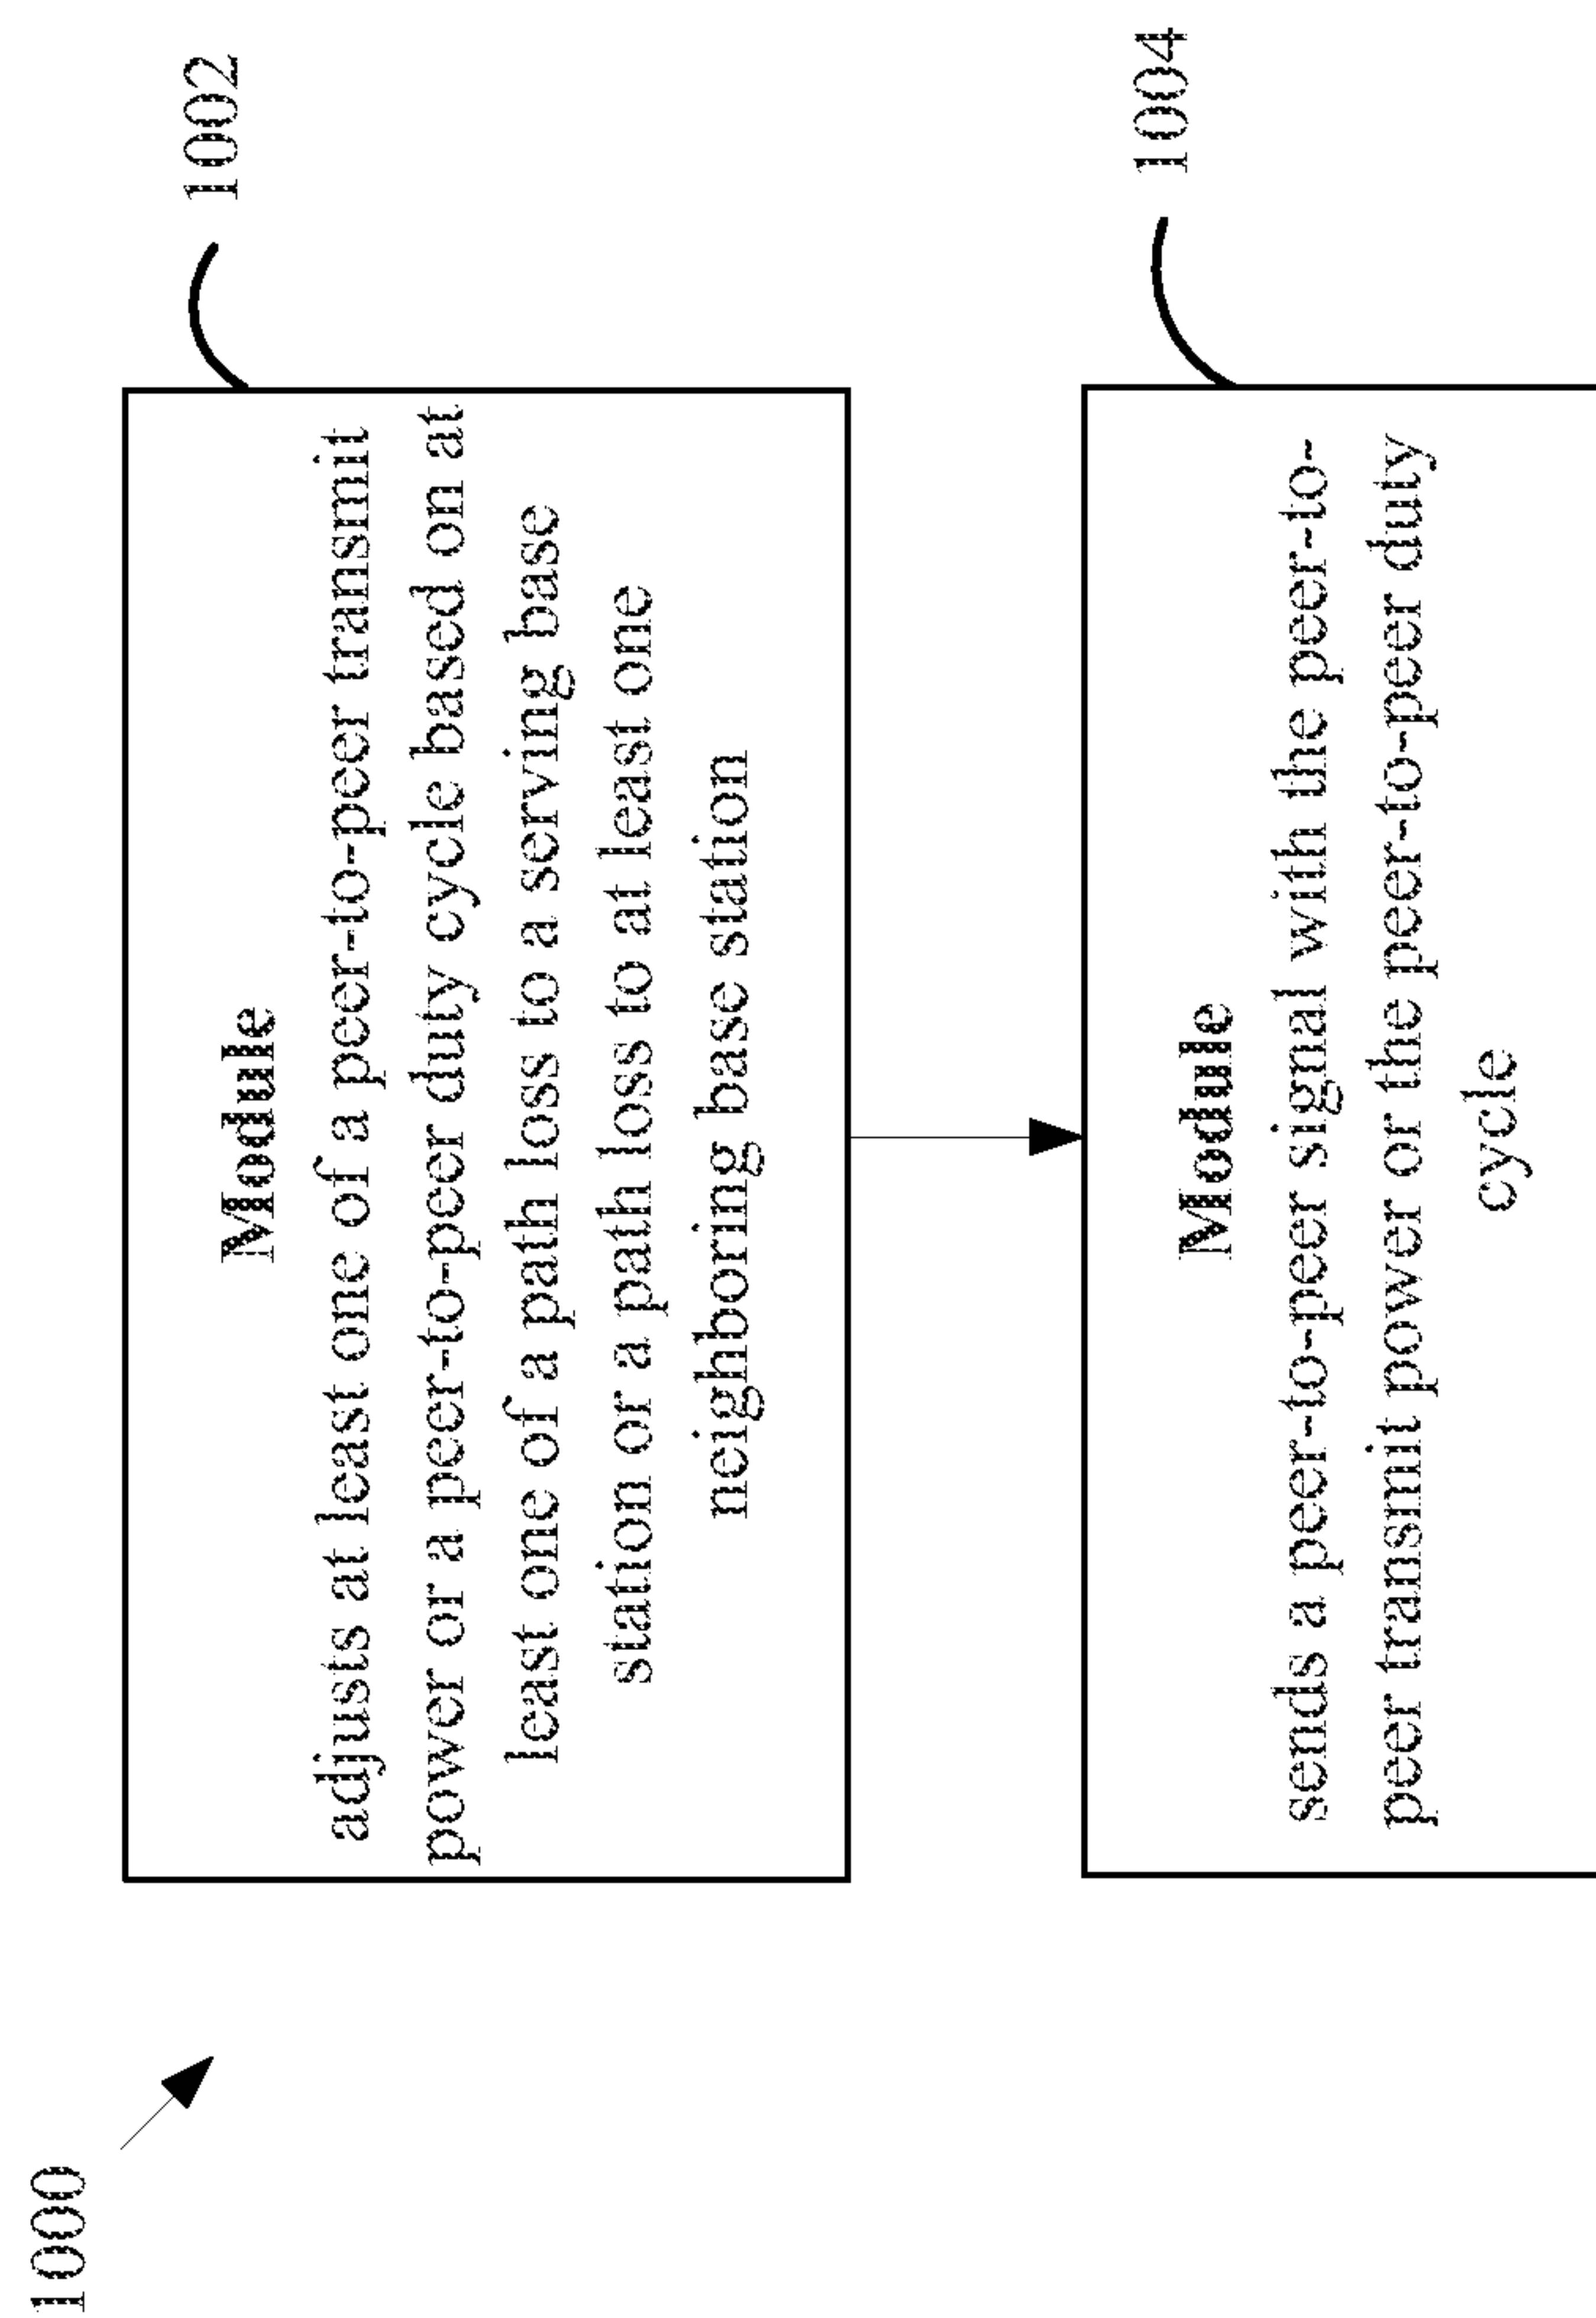 1000
1002
Module
adjusts at least one of a peer-to-peer transmit
power or a peer-to-peer duty cycle based on at
least one of a path loss to a serving base
station or a path loss to at least one
neighboring base station
1004
Module
sends a peer-to-peer signal with the peer-to-
peer transmit power or the peer-to-peer duty
cycle